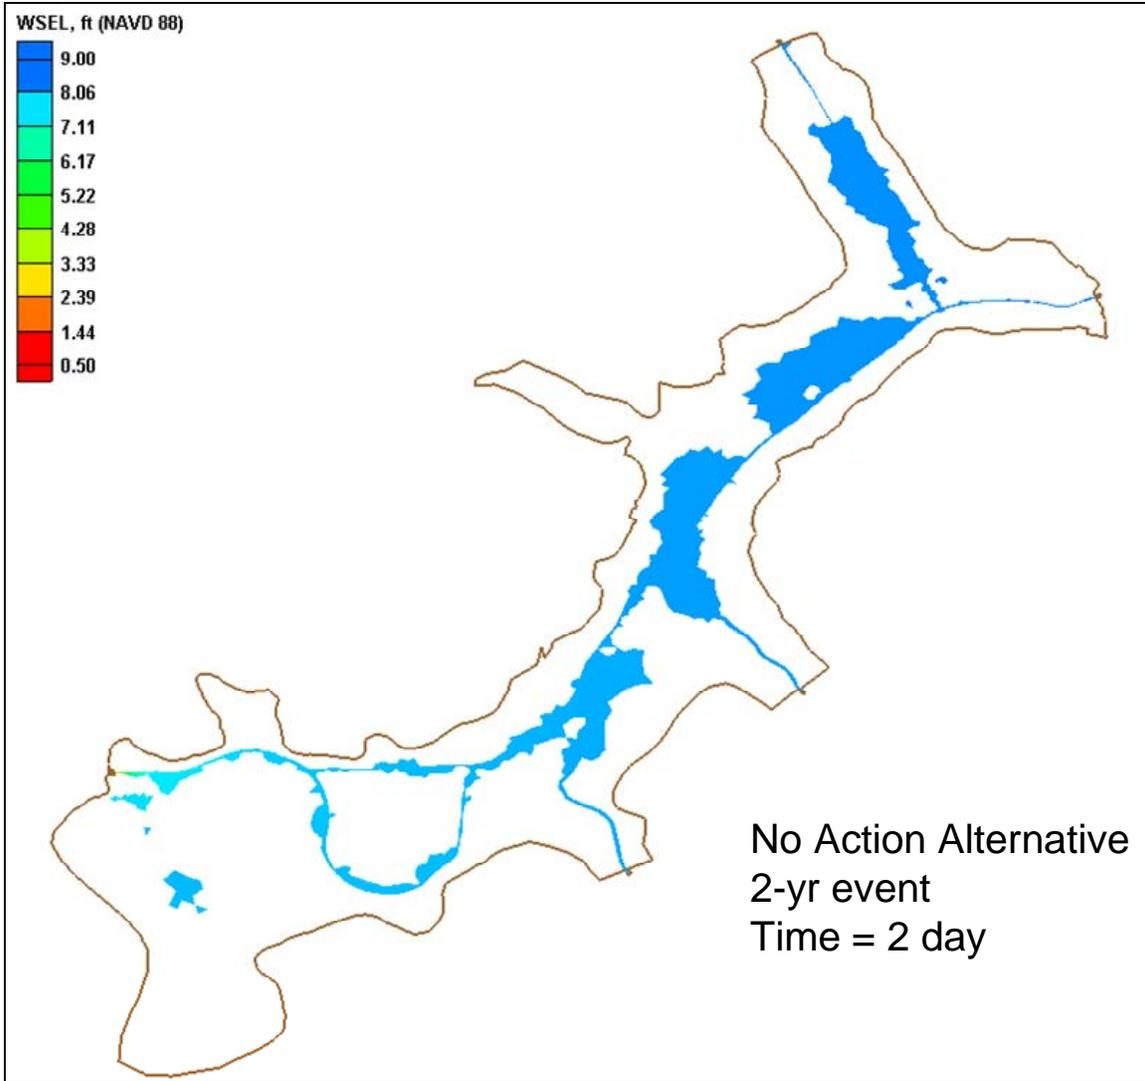 WSEL, ft (NAVD 88)
9.00
8.06
7.11
6.17
5.22
4.28
3.33
2.39
1.44
0.50
No Action Alternative
2-yr event
Time = 2 day